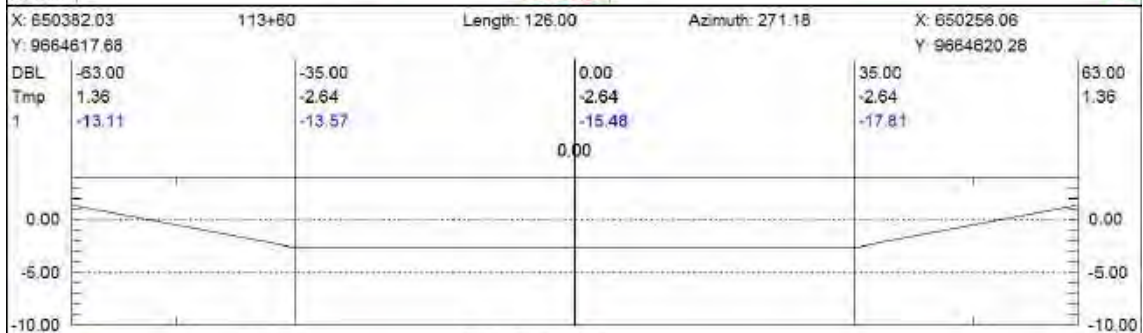 X: 650382.03 113+60 Length: 126.00 Azimuth: 271.18 X: 650256.06
Y: 9664617.68 Y: 9664620.28
DBL -63.00 -35.00 0.00 35.00 63.00
Tmp 1.36 -2.64 -2.64 -2.64 1.36
1 -13.11 -13.57 -15.48 -17.81
0.00
0.00 0.00
-5.00 -5.00
-10.00 -10.00